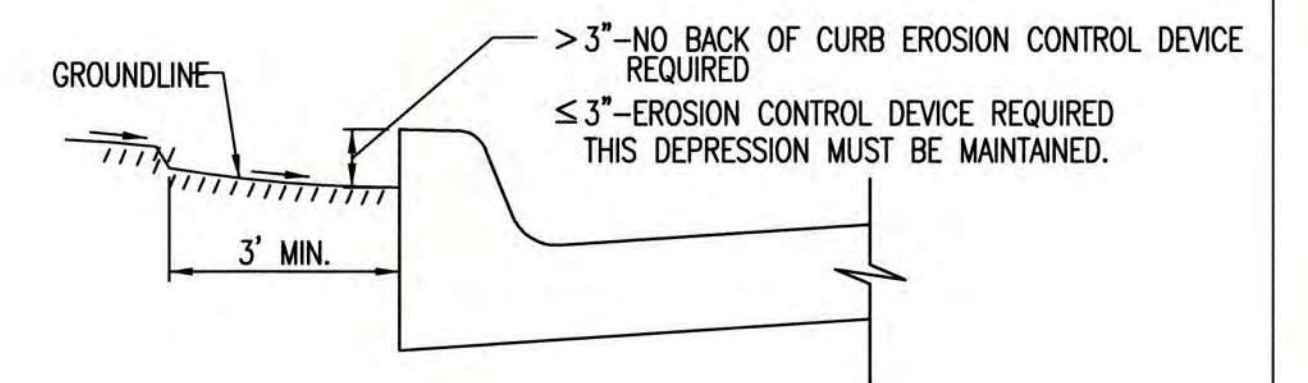 >3"-NO BACK OF CURB EROSION CONTROL DEVICE
REQUIRED
GROUNDLINE
≤3"-EROSION CONTROL DEVICE REQUIRED
THIS DEPRESSION MUST BE MAINTAINED.
3' MIN.